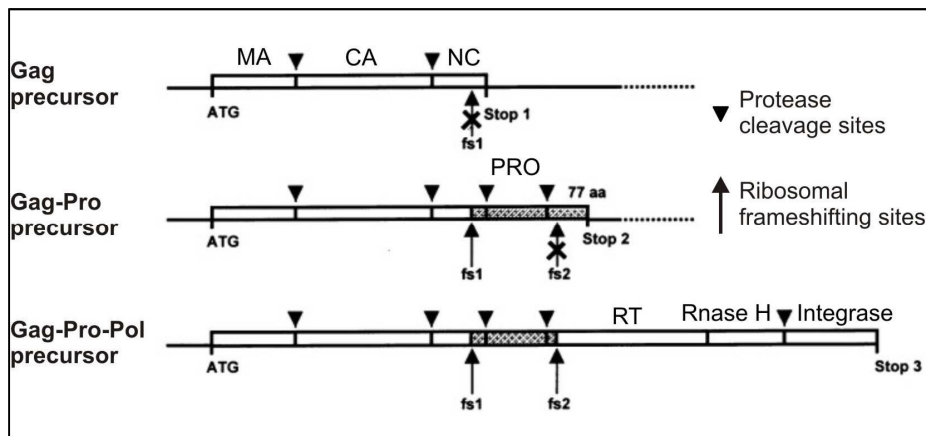 MA CA NC
Gag
precursor
ATG
Stop 1
fs1
Protease
cleavage sites
PRO
77 aa
Gag-Pro
precursor
ATG
Stop 2
fs1
fs2
Ribosomal
frameshifting sites
RT Rnase H Integrase
Gag-Pro-Pol
precursor
ATG
Stop 3
fs1
fs2